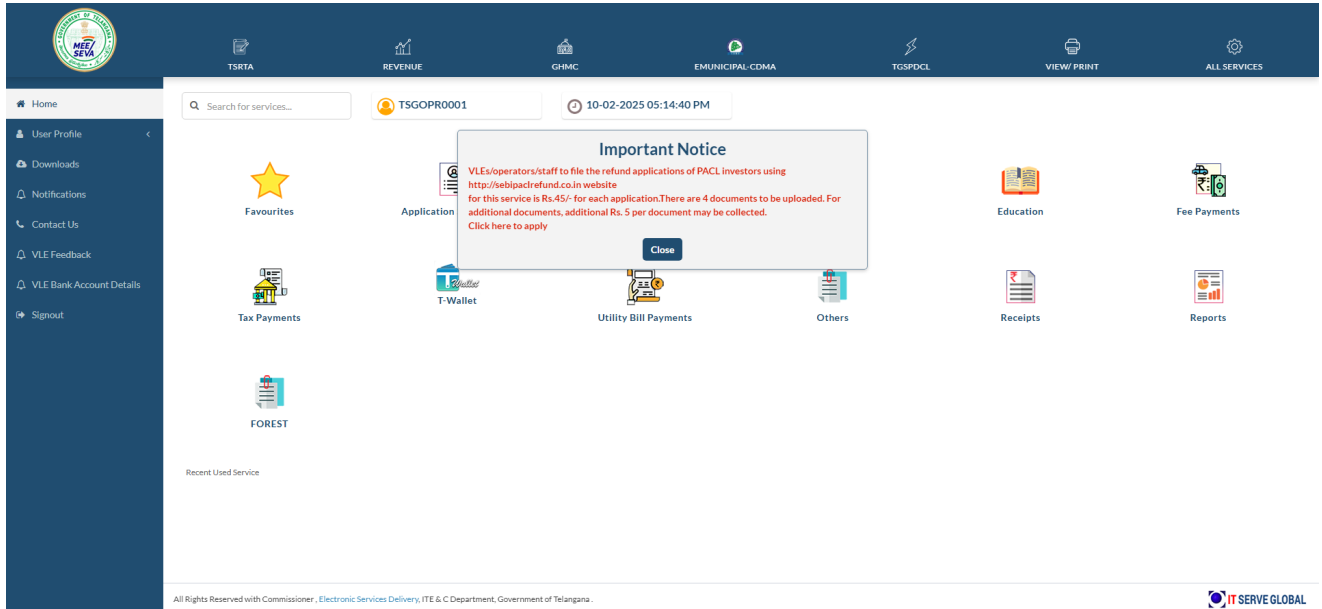 GOVERNMENT OF TELANGANA
MEE
SEVA
TSRTA
REVENUE
GHMC
EMUNICIPAL-CDMA
TGSPDCL
VIEW/ PRINT
ALL SERVICES
Home
User Profile
Downloads
Notifications
Contact Us
VLE Feedback
VLE Bank Account Details
Signout
Search for services...
TSGOPR0001
10-02-2025 05:14:40 PM
Important Notice
VLEs/operators/staff to file the refund applications of PACL investors using
http://sebipaclrefund.co.in website
for this service is Rs.45/- for each application.There are 4 documents to be uploaded. For
additional documents, additional Rs. 5 per document may be collected.
Click here to apply
Close
Favourites
Application
Education
Fee Payments
Tax Payments
T Wallet
T-Wallet
Utility Bill Payments
Others
Receipts
Reports
FOREST
Recent Used Service
All Rights Reserved with Commissioner , Electronic Services Delivery, ITE & C Department, Government of Telangana .
IT SERVE GLOBAL